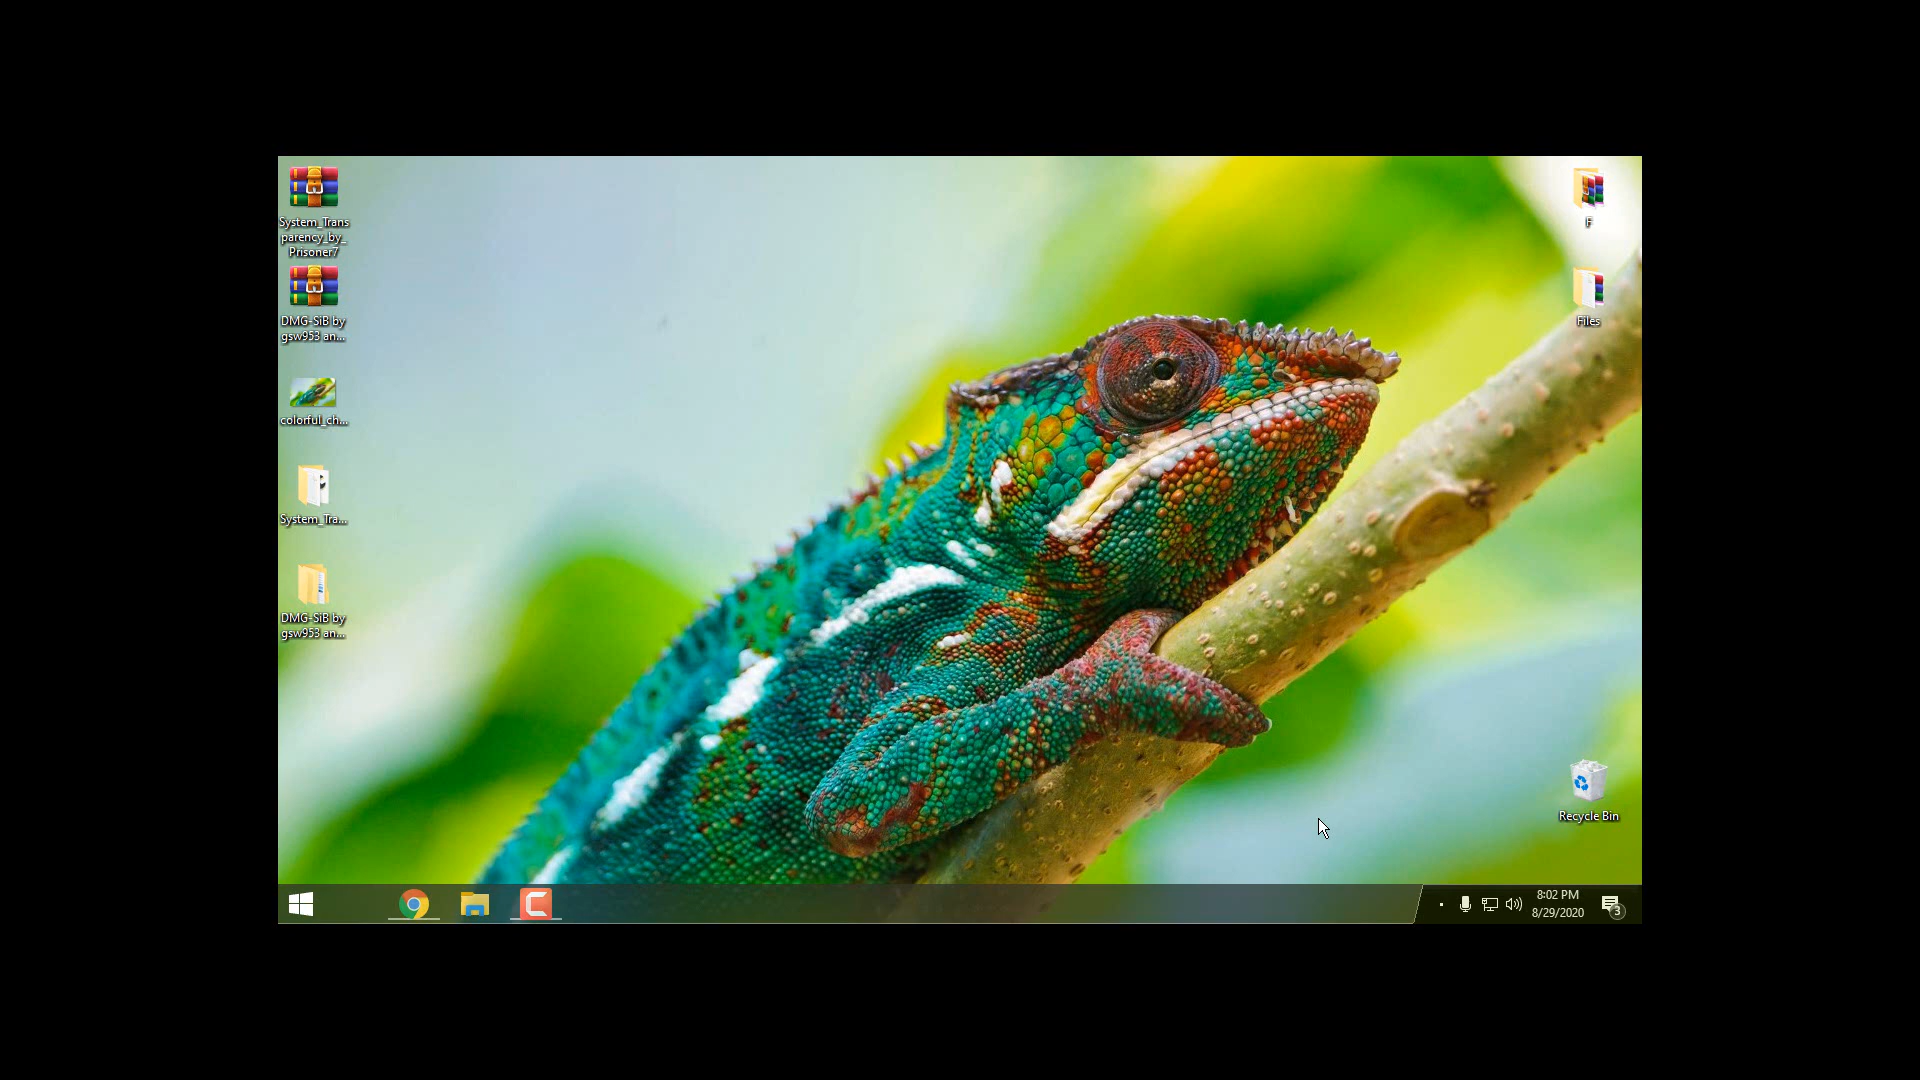 System_Trans
parency_by_
Prisoner7
DMG-SiB by
gsw953 an...
colorful_ch...
System_Tra...
DMG-SiB by
gsw953 an...
F
Files
Recycle Bin
8:02 PM
8/29/2020
3